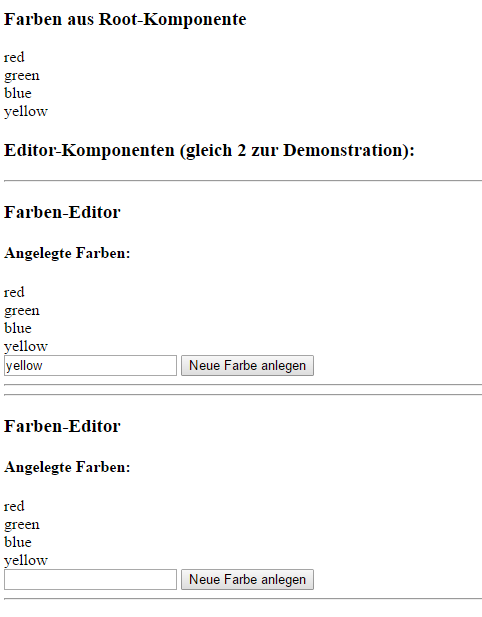 Farben aus Root-Komponente
red
green
blue
yellow
Editor-Komponenten (gleich 2 zur Demonstration):
Farben-Editor
Angelegte Farben:
red
green
blue
yellow
yellow Neue Farbe anlegen
Farben-Editor
Angelegte Farben:
red
green
blue
yellow
Neue Farbe anlegen